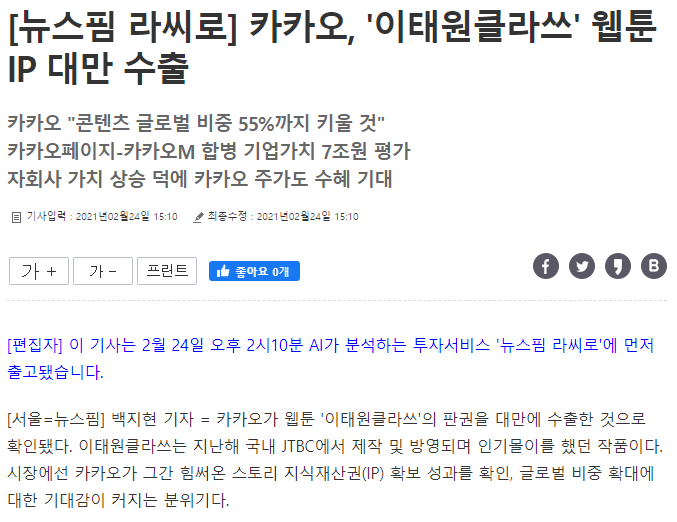 [뉴스핌 라씨로] 카카오, '이태원클라쓰' 웹툰
IP 대만 수출
카카오 "콘텐츠 글로벌 비중 55%까지 키울 것"
카카오페이지-카카오M 합병 기업가치 7조원 평가
자회사 가치 상승 덕에 카카오 주가도 수혜 기대
기사입력 : 2021년02월24일 15:10 최종수정 : 2021년02월24일 15:10
가 + 가 - 프린트 좋아요 0개 B
[편집자] 이 기사는 2월 24일 오후 2시10분 AI가 분석하는 투자서비스 '뉴스핌 라씨로'에 먼저
출고됐습니다.
[서울=뉴스핌] 백지현 기자 = 카카오가 웹툰 '이태원클라쓰'의 판권을 대만에 수출한 것으로
확인됐다. 이태원클라쓰는 지난해 국내 JTBC에서 제작 및 방영되며 인기몰이를 했던 작품이다.
시장에선 카카오가 그간 힘써온 스토리 지식재산권(IP) 확보 성과를 확인, 글로벌 비중 확대에
대한 기대감이 커지는 분위기다.